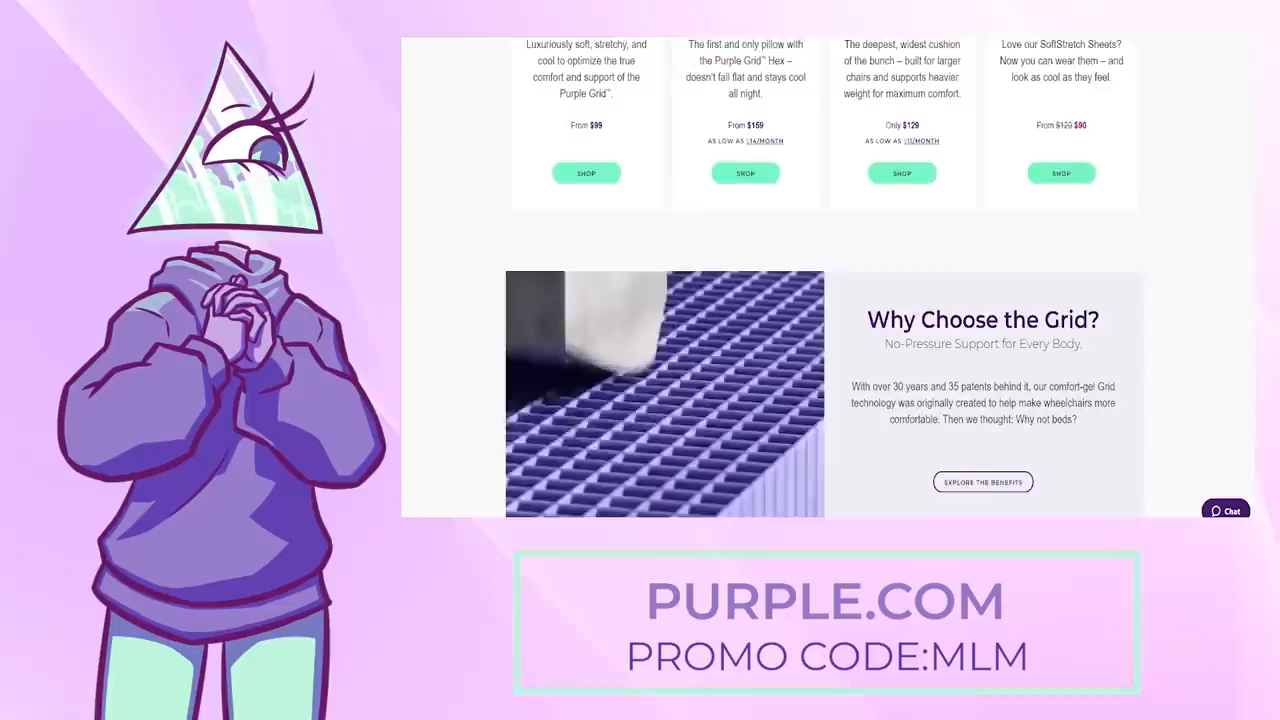 Luxuriously soft, stretchy, and
cool to optimize the true
comfort and support of the
Purple Grid™.
From $99
SHOP
The first and only pillow with
the Purple Grid™ Hex –
doesn't fall flat and stays cool
all night.
From $159
AS LOW AS $14/MONTH
SHOP
The deepest, widest cushion
of the bunch – built for larger
chairs and supports heavier
weight for maximum comfort.
Only $129
AS LOW AS $11/MONTH
SHOP
Love our SoftStretch Sheets?
Now you can wear them – and
look as cool as they feel.
From $120 $90
SHOP
Why Choose the Grid?
No-Pressure Support for Every Body.
With over 30 years and 35 patents behind it, our comfort-gel Grid
technology was originally created to help make wheelchairs more
comfortable. Then we thought: Why not beds?
EXPLORE THE BENEFITS
Chat
PURPLE.COM
PROMO CODE:MLM